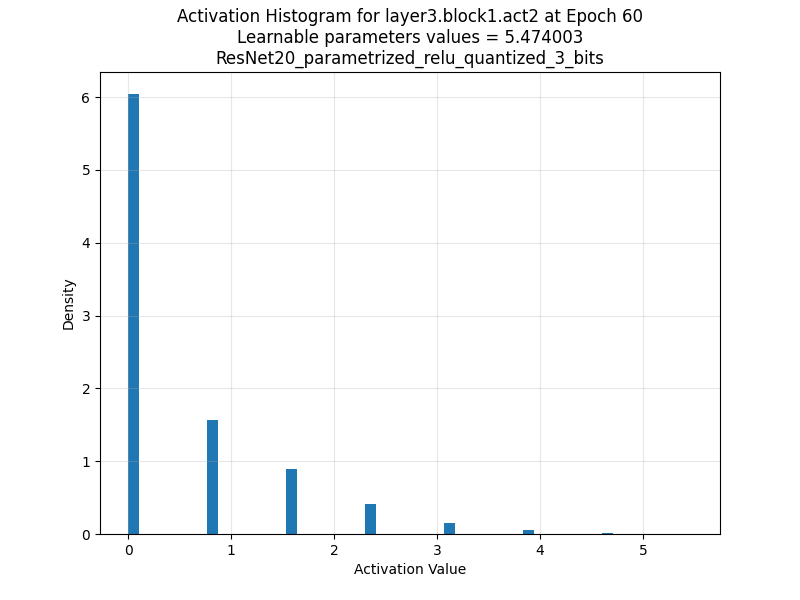 Activation Histogram for layer3.block1.act2 at Epoch 60
Learnable parameters values = 5.474003
ResNet20_parametrized_relu_quantized_3_bits
6
5
4
3
2
1
0
Density
0 1 2 3 4 5
Activation Value